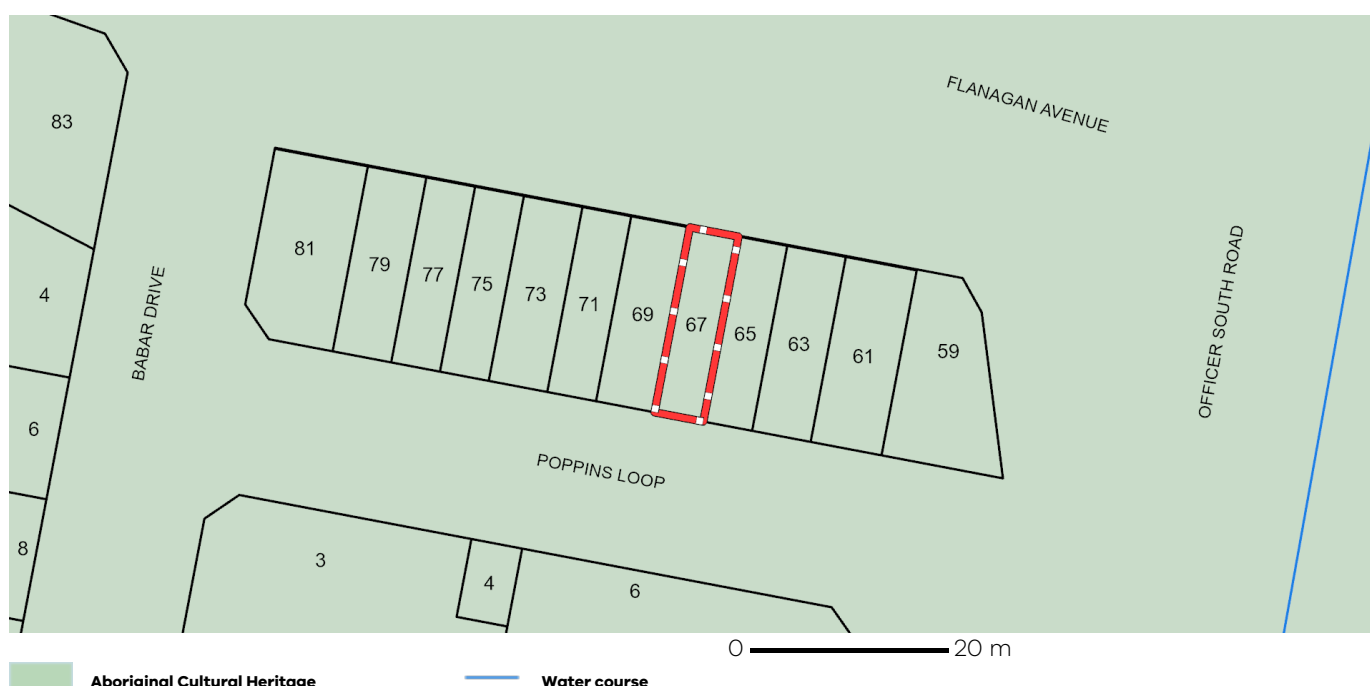 FLANAGAN AVENUE
83
81
79
77
75
73
71
69
67
65
63
61
59
4
6
8
BABAR DRIVE
OFFICER SOUTH ROAD
POPPINS LOOP
3
4
6
0 20 m
Aboriginal Cultural Heritage
Water course